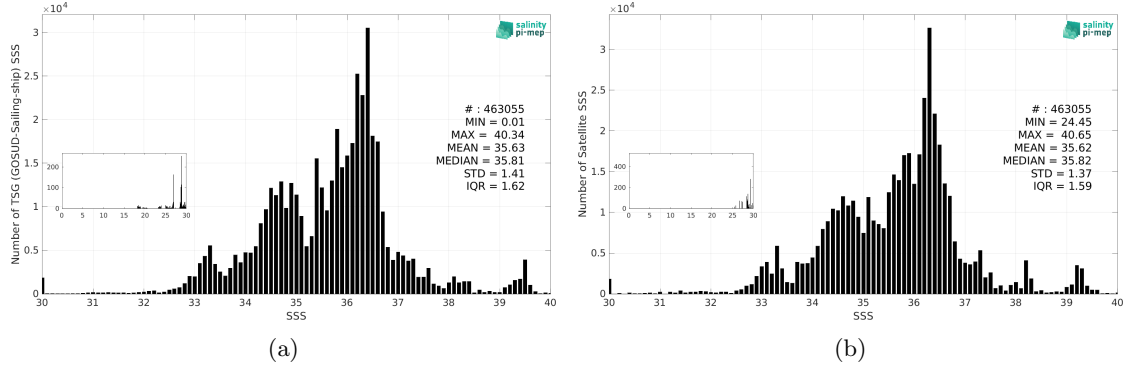 ×10⁴
Number of TSG (GOSUD-Sailing-ship) SSS
3
2.5
2
1.5
1
0.5
0
30 31 32 33 34 35 36 37 38 39 40
SSS
salinity
pi-mep
# : 463055
MIN = 0.01
MAX = 40.34
MEAN = 35.63
MEDIAN = 35.81
STD = 1.41
IQR = 1.62
200
100
0
0 5 10 15 20 25 30
(a)
×10⁴
Number of Satellite SSS
3
2.5
2
1.5
1
0.5
0
30 31 32 33 34 35 36 37 38 39 40
SSS
salinity
pi-mep
# : 463055
MIN = 24.45
MAX = 40.65
MEAN = 35.62
MEDIAN = 35.82
STD = 1.37
IQR = 1.59
400
200
0
0 5 10 15 20 25 30
(b)